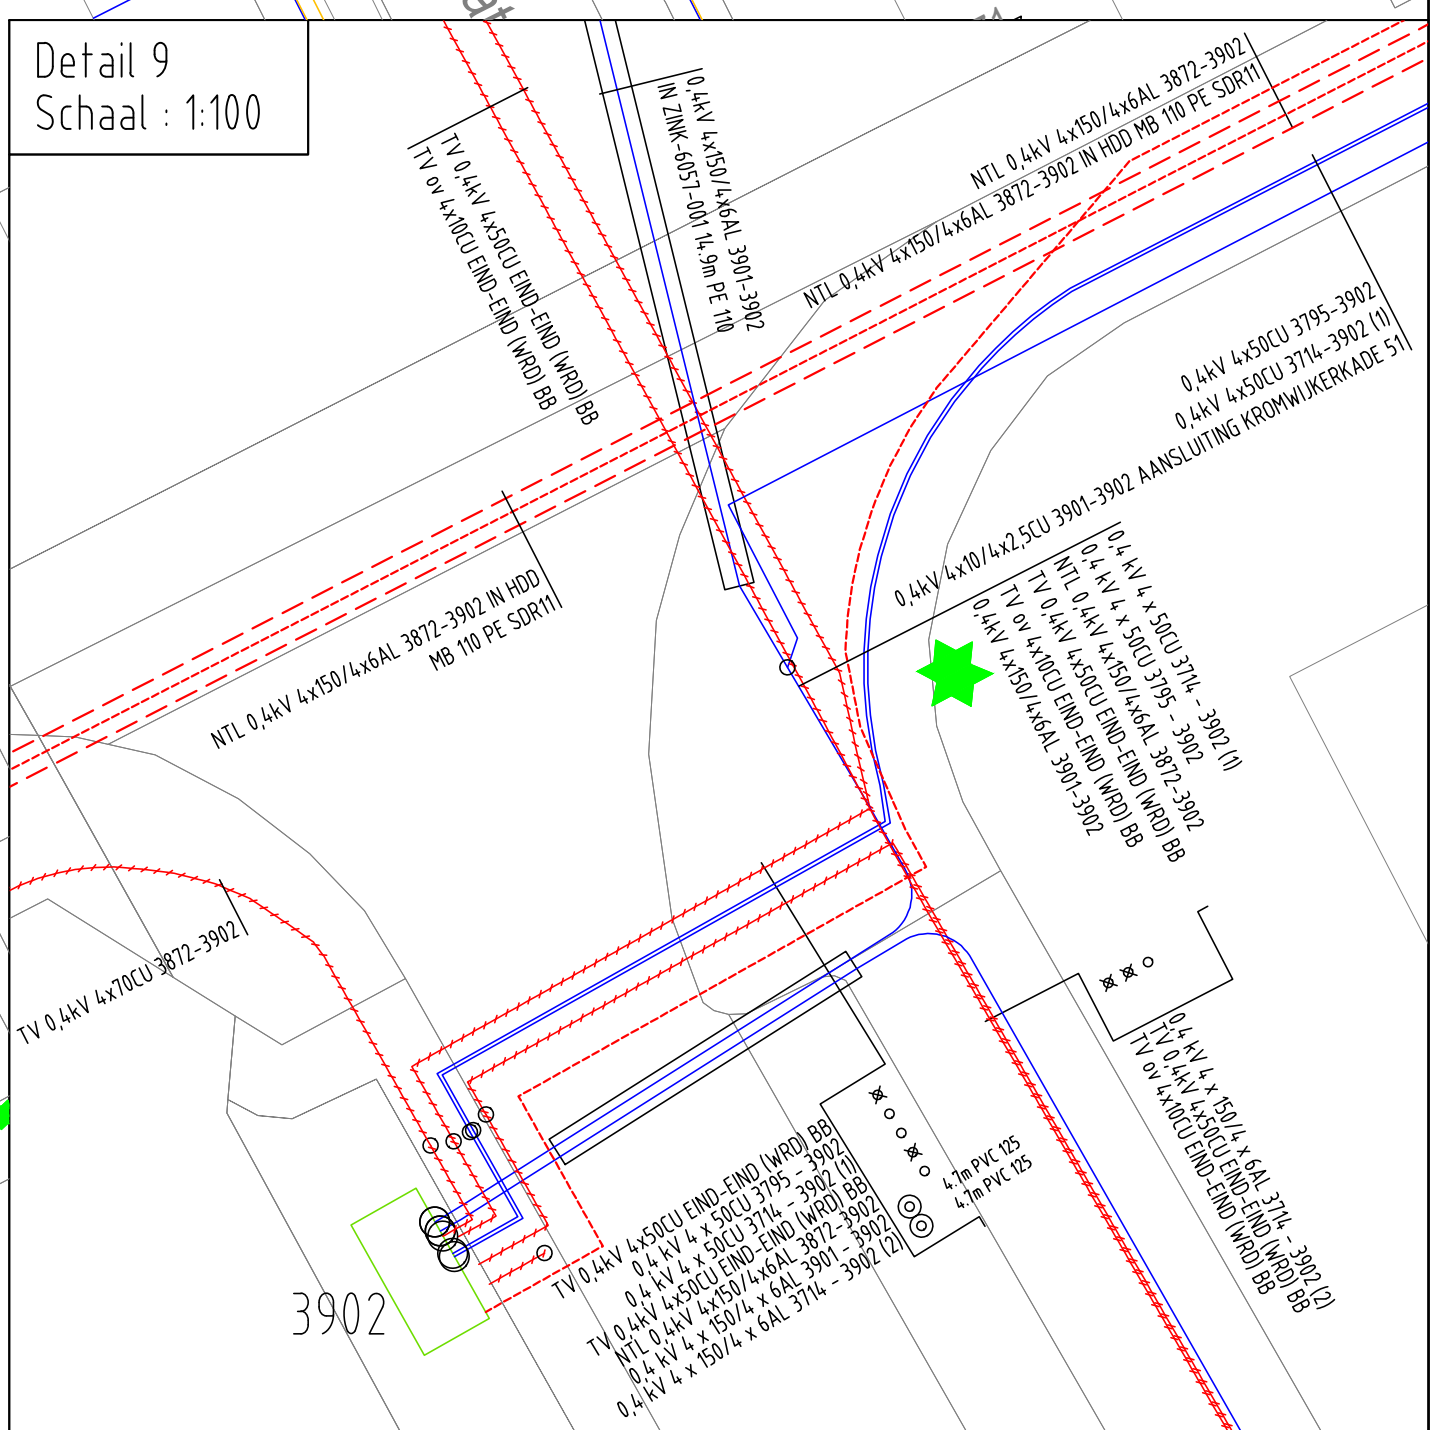 Detail 9
Schaal : 1:100
TV 0,4kV 4x50CU EIND-EIND (WRD) BB
TV ov 4x10CU EIND-EIND (WRD) BB
0,4kV 4x150/4x6AL 3901-3902
IN ZINK-6057-001 14.9m PE 110
NTL 0,4kV 4x150/4x6AL 3872-3902
NTL 0,4kV 4x150/4x6AL 3872-3902 IN HDD MB 110 PE SDR11
0,4kV 4x50CU 3795-3902
0,4kV 4x50CU 3714-3902 (1)
0,4kV 4x10/4x2,5CU 3901-3902 AANSLUITING KROMWIJKERKADE 51
NTL 0,4kV 4x150/4x6AL 3872-3902 IN HDD
MB 110 PE SDR11
0,4 kV 4 x 50CU 3714 - 3902 (1)
0,4 kV 4 x 50CU 3795 - 3902
NTL 0,4kV 4x150/4x6AL 3872-3902
TV 0,4kV 4x50CU EIND-EIND (WRD) BB
TV ov 4x10CU EIND-EIND (WRD) BB
0,4kV 4x150/4x6AL 3901-3902
TV 0,4kV 4x70CU 3872-3902
0,4 kV 4 x 150/4 x 6AL 3714 - 3902 (2)
TV 0,4kV 4x50CU EIND-EIND (WRD) BB
TV ov 4x10CU EIND-EIND (WRD) BB
4.7m PVC 125
4.7m PVC 125
TV 0,4kV 4x50CU EIND-EIND (WRD) BB
0,4 kV 4 x 50CU 3795 - 3902
0,4 kV 4 x 50CU 3714 - 3902 (1)
TV 0,4kV 4x50CU EIND-EIND (WRD) BB
NTL 0,4kV 4x150/4x6AL 3872-3902
0,4 kV 4 x 150/4 x 6AL 3901 - 3902
0,4 kV 4 x 150/4 x 6AL 3714 - 3902 (2)
3902